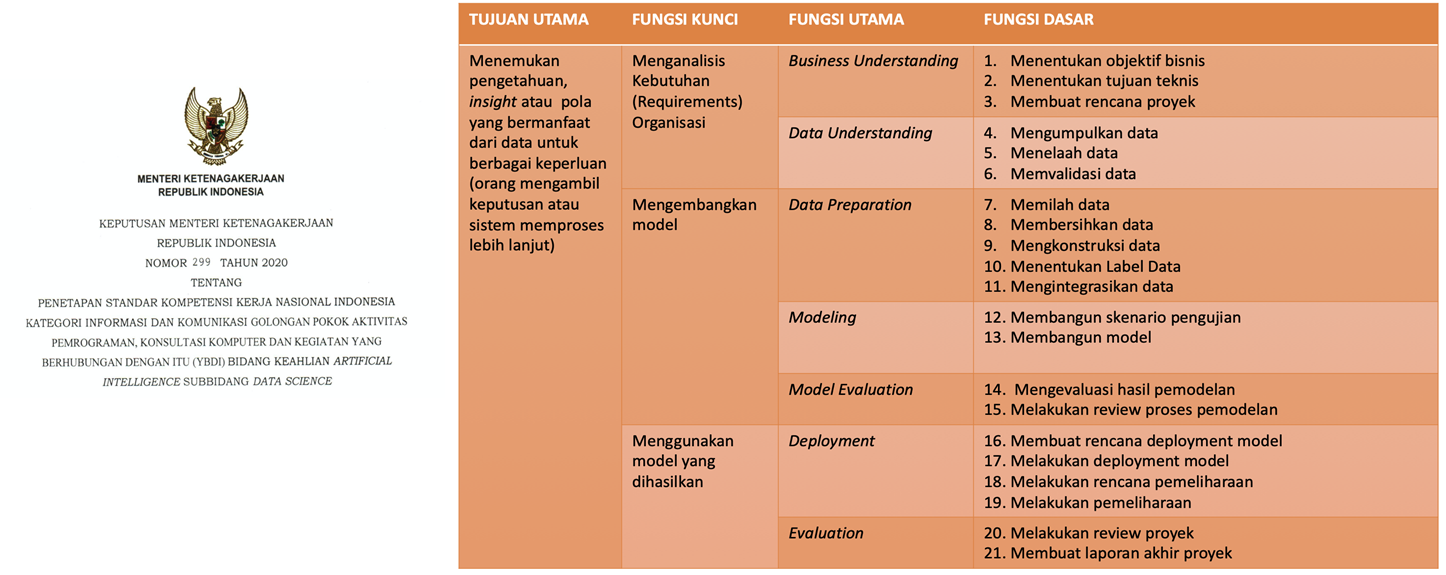 MENTERI KETENAGAKERJAAN
REPUBLIK INDONESIA
KEPUTUSAN MENTERI KETENAGAKERJAAN
REPUBLIK INDONESIA
NOMOR 299 TAHUN 2020
TENTANG
PENETAPAN STANDAR KOMPETENSI KERJA NASIONAL INDONESIA
KATEGORI INFORMASI DAN KOMUNIKASI GOLONGAN POKOK AKTIVITAS
PEMROGRAMAN, KONSULTASI KOMPUTER DAN KEGIATAN YANG
BERHUBUNGAN DENGAN ITU (YBDI) BIDANG KEAHLIAN ARTIFICIAL
INTELLIGENCE SUBBIDANG DATA SCIENCE
TUJUAN UTAMA
FUNGSI KUNCI
FUNGSI UTAMA
FUNGSI DASAR
Menemukan
pengetahuan,
insight atau pola
yang bermanfaat
dari data untuk
berbagai keperluan
(orang mengambil
keputusan atau
sistem memproses
lebih lanjut)
Menganalisis
Kebutuhan
(Requirements)
Organisasi
Business Understanding
1. Menentukan objektif bisnis
2. Menentukan tujuan teknis
3. Membuat rencana proyek
Data Understanding
4. Mengumpulkan data
5. Menelaah data
6. Memvalidasi data
Mengembangkan
model
Data Preparation
7. Memilah data
8. Membersihkan data
9. Mengkonstruksi data
10. Menentukan Label Data
11. Mengintegrasikan data
Modeling
12. Membangun skenario pengujian
13. Membangun model
Model Evaluation
14. Mengevaluasi hasil pemodelan
15. Melakukan review proses pemodelan
Menggunakan
model yang
dihasilkan
Deployment
16. Membuat rencana deployment model
17. Melakukan deployment model
18. Melakukan rencana pemeliharaan
19. Melakukan pemeliharaan
Evaluation
20. Melakukan review proyek
21. Membuat laporan akhir proyek